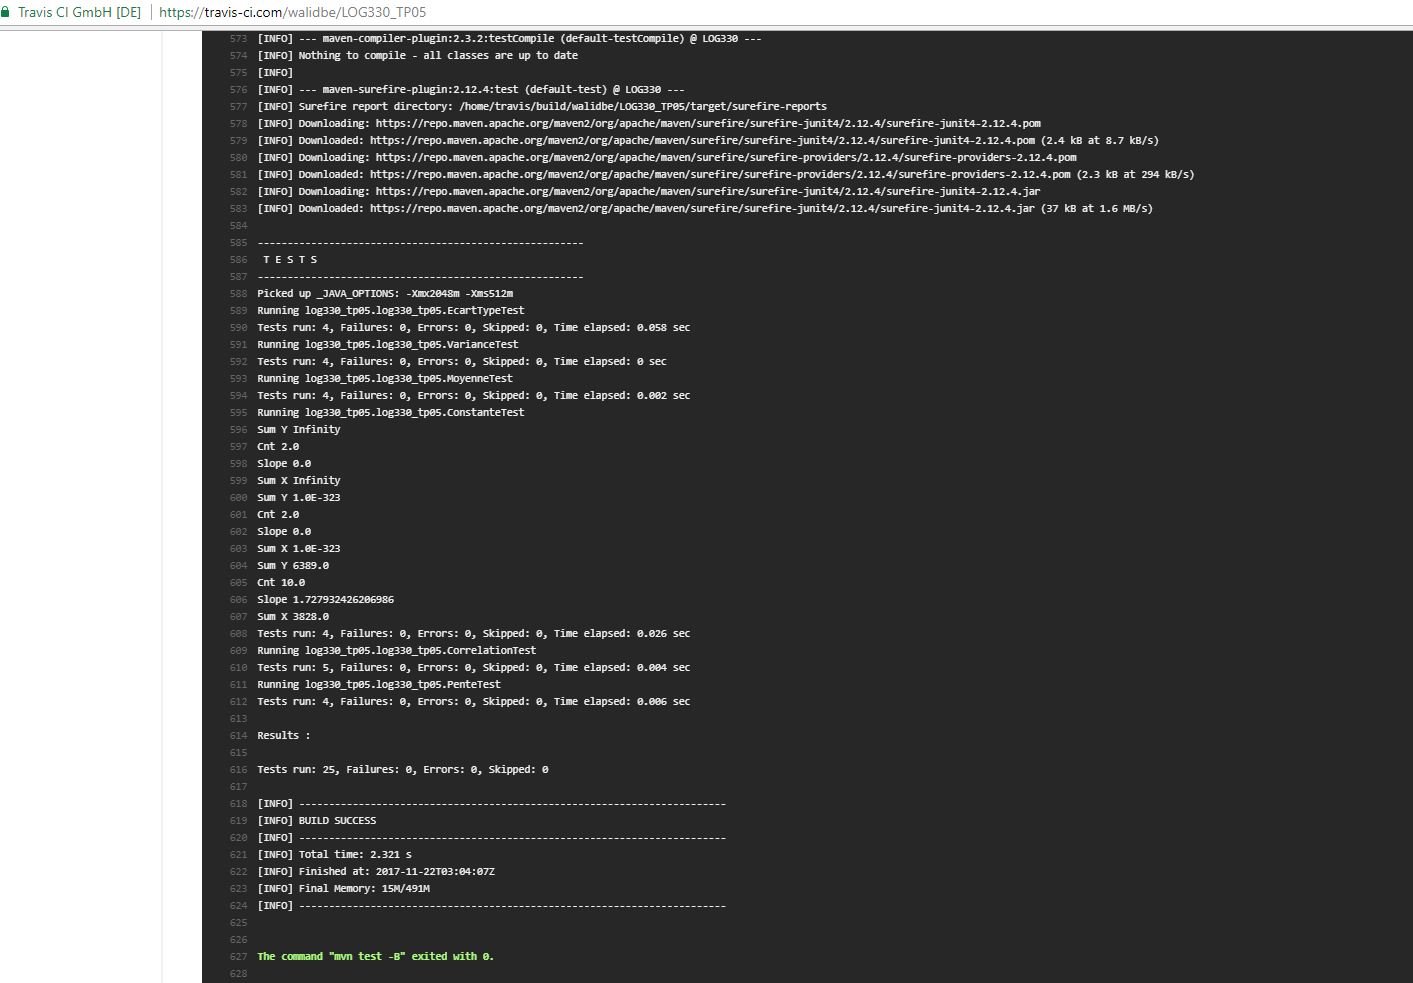 Travis CI GmbH [DE] https://travis-ci.com/walidbe/LOG330_TP05
573 [INFO] --- maven-compiler-plugin:2.3.2:testCompile (default-testCompile) @ LOG330 ---
574 [INFO] Nothing to compile - all classes are up to date
575 [INFO]
576 [INFO] --- maven-surefire-plugin:2.12.4:test (default-test) @ LOG330 ---
577 [INFO] Surefire report directory: /home/travis/build/walidbe/LOG330_TP05/target/surefire-reports
578 [INFO] Downloading: https://repo.maven.apache.org/maven2/org/apache/maven/surefire/surefire-junit4/2.12.4/surefire-junit4-2.12.4.pom
579 [INFO] Downloaded: https://repo.maven.apache.org/maven2/org/apache/maven/surefire/surefire-junit4/2.12.4/surefire-junit4-2.12.4.pom (2.4 kB at 8.7 kB/s)
580 [INFO] Downloading: https://repo.maven.apache.org/maven2/org/apache/maven/surefire/surefire-providers/2.12.4/surefire-providers-2.12.4.pom
581 [INFO] Downloaded: https://repo.maven.apache.org/maven2/org/apache/maven/surefire/surefire-providers/2.12.4/surefire-providers-2.12.4.pom (2.3 kB at 294 kB/s)
582 [INFO] Downloading: https://repo.maven.apache.org/maven2/org/apache/maven/surefire/surefire-junit4/2.12.4/surefire-junit4-2.12.4.jar
583 [INFO] Downloaded: https://repo.maven.apache.org/maven2/org/apache/maven/surefire/surefire-junit4/2.12.4/surefire-junit4-2.12.4.jar (37 kB at 1.6 MB/s)
584
585 -------------------------------------------------------
586 T E S T S
587 -------------------------------------------------------
588 Picked up _JAVA_OPTIONS: -Xmx2048m -Xms512m
589 Running log330_tp05.log330_tp05.EcartTypeTest
590 Tests run: 4, Failures: 0, Errors: 0, Skipped: 0, Time elapsed: 0.058 sec
591 Running log330_tp05.log330_tp05.VarianceTest
592 Tests run: 4, Failures: 0, Errors: 0, Skipped: 0, Time elapsed: 0 sec
593 Running log330_tp05.log330_tp05.MoyenneTest
594 Tests run: 4, Failures: 0, Errors: 0, Skipped: 0, Time elapsed: 0.002 sec
595 Running log330_tp05.log330_tp05.ConstanteTest
596 Sum Y Infinity
597 Cnt 2.0
598 Slope 0.0
599 Sum X Infinity
600 Sum Y 1.0E-323
601 Cnt 2.0
602 Slope 0.0
603 Sum X 1.0E-323
604 Sum Y 6389.0
605 Cnt 10.0
606 Slope 1.727932426206986
607 Sum X 3828.0
608 Tests run: 4, Failures: 0, Errors: 0, Skipped: 0, Time elapsed: 0.026 sec
609 Running log330_tp05.log330_tp05.CorrelationTest
610 Tests run: 5, Failures: 0, Errors: 0, Skipped: 0, Time elapsed: 0.004 sec
611 Running log330_tp05.log330_tp05.PenteTest
612 Tests run: 4, Failures: 0, Errors: 0, Skipped: 0, Time elapsed: 0.006 sec
613
614 Results :
615
616 Tests run: 25, Failures: 0, Errors: 0, Skipped: 0
617
618 [INFO] ------------------------------------------------------------------------
619 [INFO] BUILD SUCCESS
620 [INFO] ------------------------------------------------------------------------
621 [INFO] Total time: 2.321 s
622 [INFO] Finished at: 2017-11-22T03:04:07Z
623 [INFO] Final Memory: 15M/491M
624 [INFO] ------------------------------------------------------------------------
625
626
627 The command "mvn test -B" exited with 0.
628